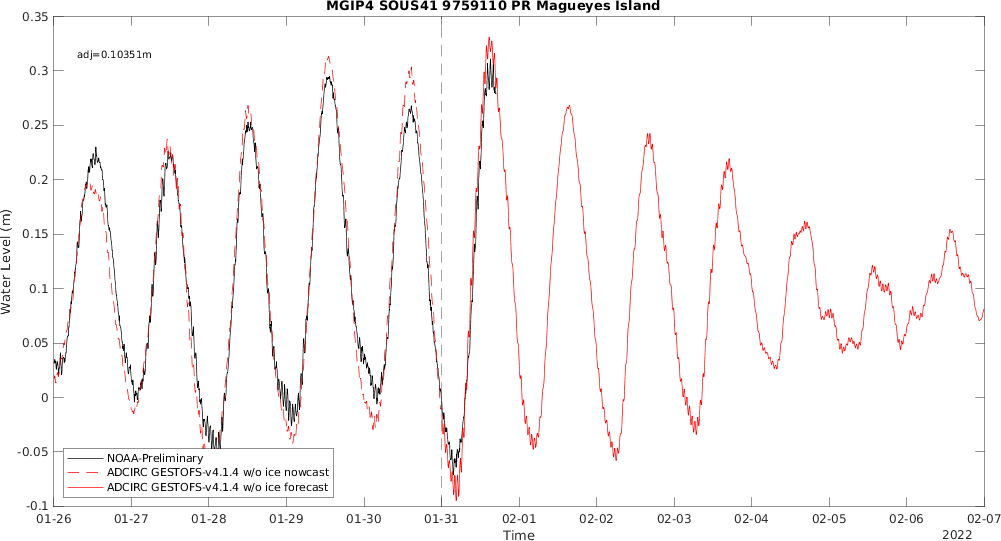 MGIP4 SOUS41 9759110 PR Magueyes Island
adj=0.10351m
0.35
0.3
0.25
0.2
0.15
0.1
0.05
0
-0.05
-0.1
Water Level (m)
NOAA-Preliminary
ADCIRC GESTOFS-v4.1.4 w/o ice nowcast
ADCIRC GESTOFS-v4.1.4 w/o ice forecast
01-26 01-27 01-28 01-29 01-30 01-31 02-01 02-02 02-03 02-04 02-05 02-06 02-07
Time
2022